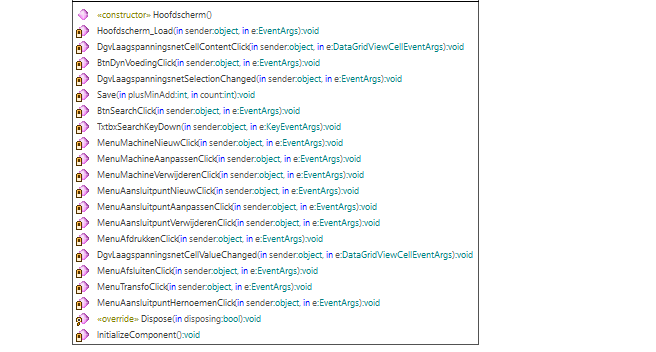 «constructor» Hoofdscherm()
Hoofdscherm_Load(in sender:object, in e:EventArgs):void
DgvLaagspanningsnetCellContentClick(in sender:object, in e:DataGridViewCellEventArgs):void
BtnDynVoedingClick(in sender:object, in e:EventArgs):void
DgvLaagspanningsnetSelectionChanged(in sender:object, in e:EventArgs):void
Save(in plusMinAdd:int, in count:int):void
BtnSearchClick(in sender:object, in e:EventArgs):void
TxtbxSearchKeyDown(in sender:object, in e:KeyEventArgs):void
MenuMachineNieuwClick(in sender:object, in e:EventArgs):void
MenuMachineAanpassenClick(in sender:object, in e:EventArgs):void
MenuMachineVerwijderenClick(in sender:object, in e:EventArgs):void
MenuAansluitpuntNieuwClick(in sender:object, in e:EventArgs):void
MenuAansluitpuntAanpassenClick(in sender:object, in e:EventArgs):void
MenuAansluitpuntVerwijderenClick(in sender:object, in e:EventArgs):void
MenuAfdrukkenClick(in sender:object, in e:EventArgs):void
DgvLaagspanningsnetCellValueChanged(in sender:object, in e:DataGridViewCellEventArgs):void
MenuAfsluitenClick(in sender:object, in e:EventArgs):void
MenuTransfoClick(in sender:object, in e:EventArgs):void
MenuAansluitpuntHernoemenClick(in sender:object, in e:EventArgs):void
«override» Dispose(in disposing:bool):void
InitializeComponent():void